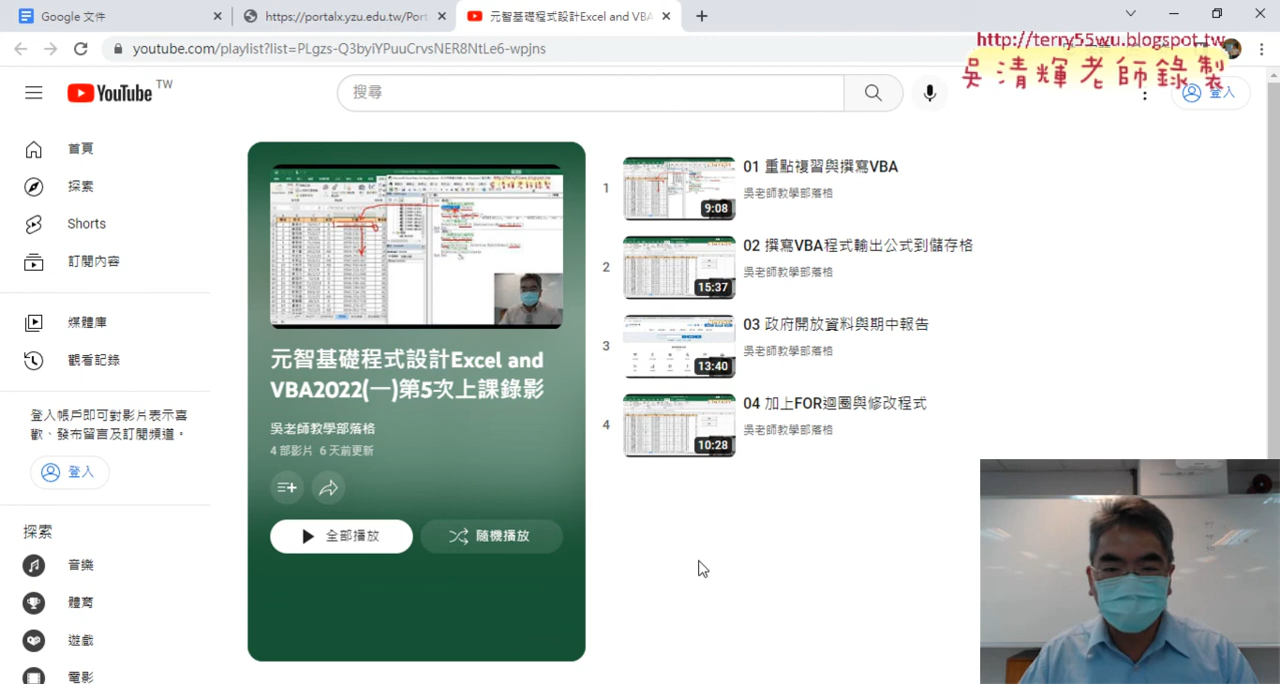 Google 文件
https://portalx.yzu.edu.tw/Port
元智基礎程式設計Excel and VBA
youtube.com/playlist?list=PLgzs-Q3byiYPuuCrvsNER8NtLe6-wpjns
http://terry55wu.blogspot.tw
吳清輝老師錄製
YouTube TW
搜尋
登入
首頁
探索
Shorts
訂閱內容
媒體庫
觀看記錄
登入帳戶即可對影片表示喜
歡、發布留言及訂閱頻道。
登入
探索
音樂
體育
遊戲
電影
元智基礎程式設計Excel and
VBA2022(一)第5次上課錄影
吳老師教學部落格
4 部影片 6 天前更新
全部播放
隨機播放
1
9:08
01 重點複習與撰寫VBA
吳老師教學部落格
2
15:37
02 撰寫VBA程式輸出公式到儲存格
吳老師教學部落格
3
13:40
03 政府開放資料與期中報告
吳老師教學部落格
4
10:28
04 加上FOR迴圈與修改程式
吳老師教學部落格